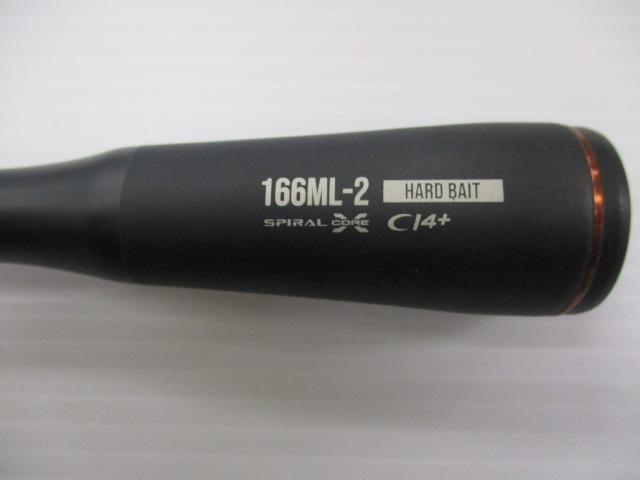 166ML-2 HARD BAIT
SPIRAL CORE X CI4+